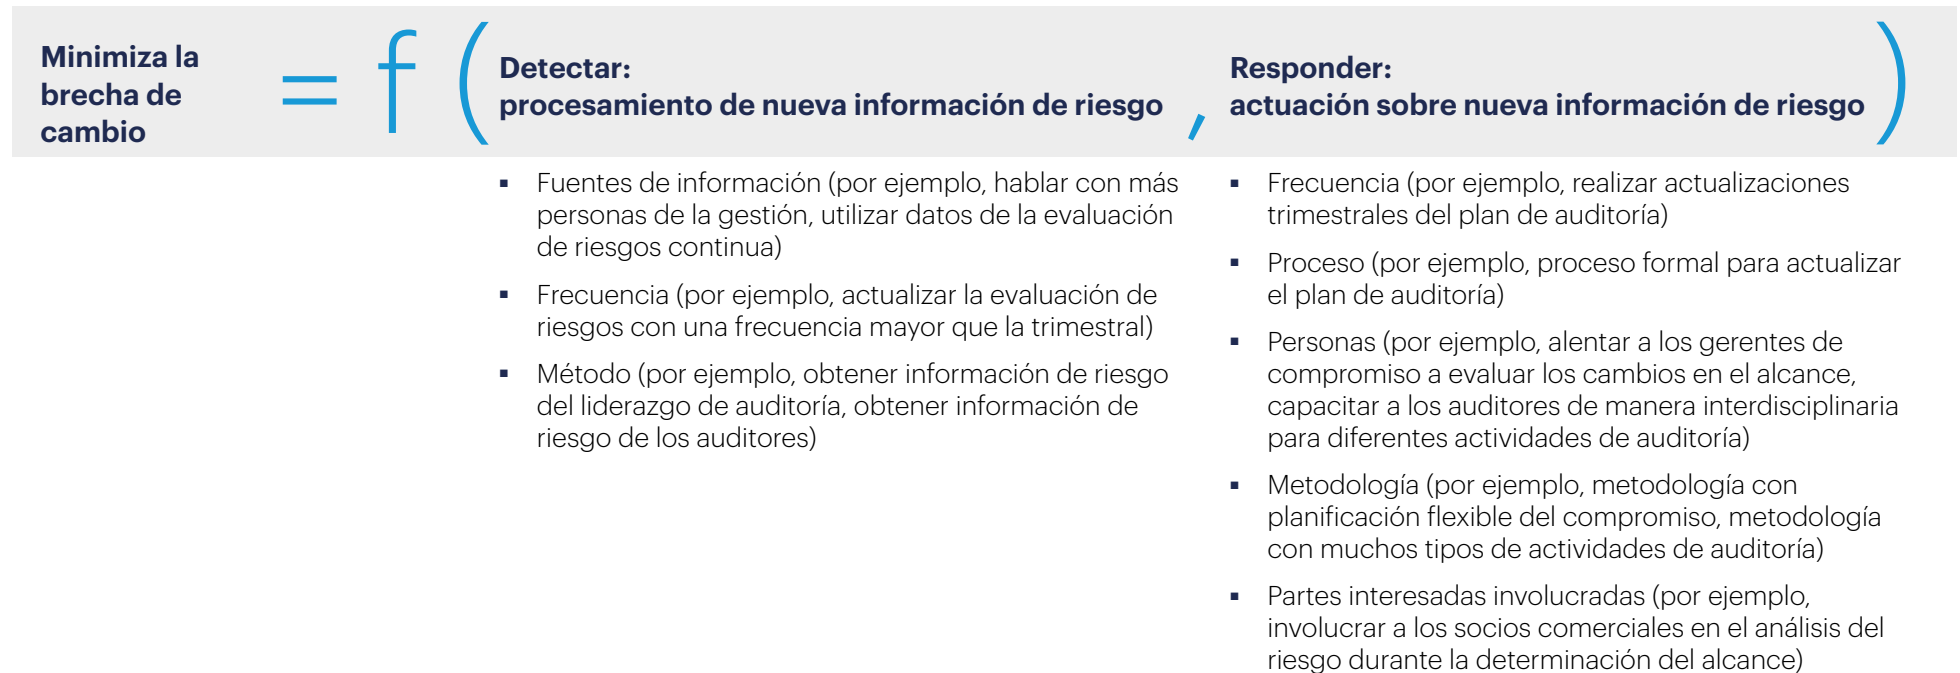 Minimiza la
brecha de
cambio
= f (
Detectar:
procesamiento de nueva información de riesgo
,
Responder:
actuación sobre nueva información de riesgo
)
▪ Fuentes de información (por ejemplo, hablar con más
personas de la gestión, utilizar datos de la evaluación
de riesgos continua)
▪ Frecuencia (por ejemplo, actualizar la evaluación de
riesgos con una frecuencia mayor que la trimestral)
▪ Método (por ejemplo, obtener información de riesgo
del liderazgo de auditoría, obtener información de
riesgo de los auditores)
▪ Frecuencia (por ejemplo, realizar actualizaciones
trimestrales del plan de auditoría)
▪ Proceso (por ejemplo, proceso formal para actualizar
el plan de auditoría)
▪ Personas (por ejemplo, alentar a los gerentes de
compromiso a evaluar los cambios en el alcance,
capacitar a los auditores de manera interdisciplinaria
para diferentes actividades de auditoría)
▪ Metodología (por ejemplo, metodología con
planificación flexible del compromiso, metodología
con muchos tipos de actividades de auditoría)
▪ Partes interesadas involucradas (por ejemplo,
involucrar a los socios comerciales en el análisis del
riesgo durante la determinación del alcance)